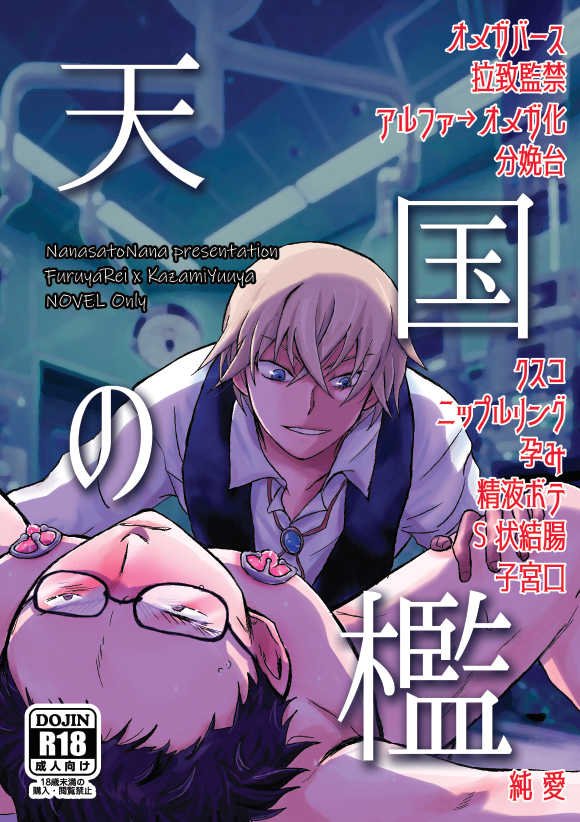 天国の檻
オメガバース
拉致監禁
アルファ→オメガ化
分娩台
NanasatoNana presentation
FuruyaRei x KazamiYuuya
NOVEL Only
クスコ
ニップルリング
孕み
精液ボテ
S状結腸
子宮口
純愛
DOJIN
R18
成人向け
18歳未満の
購入・閲覧禁止